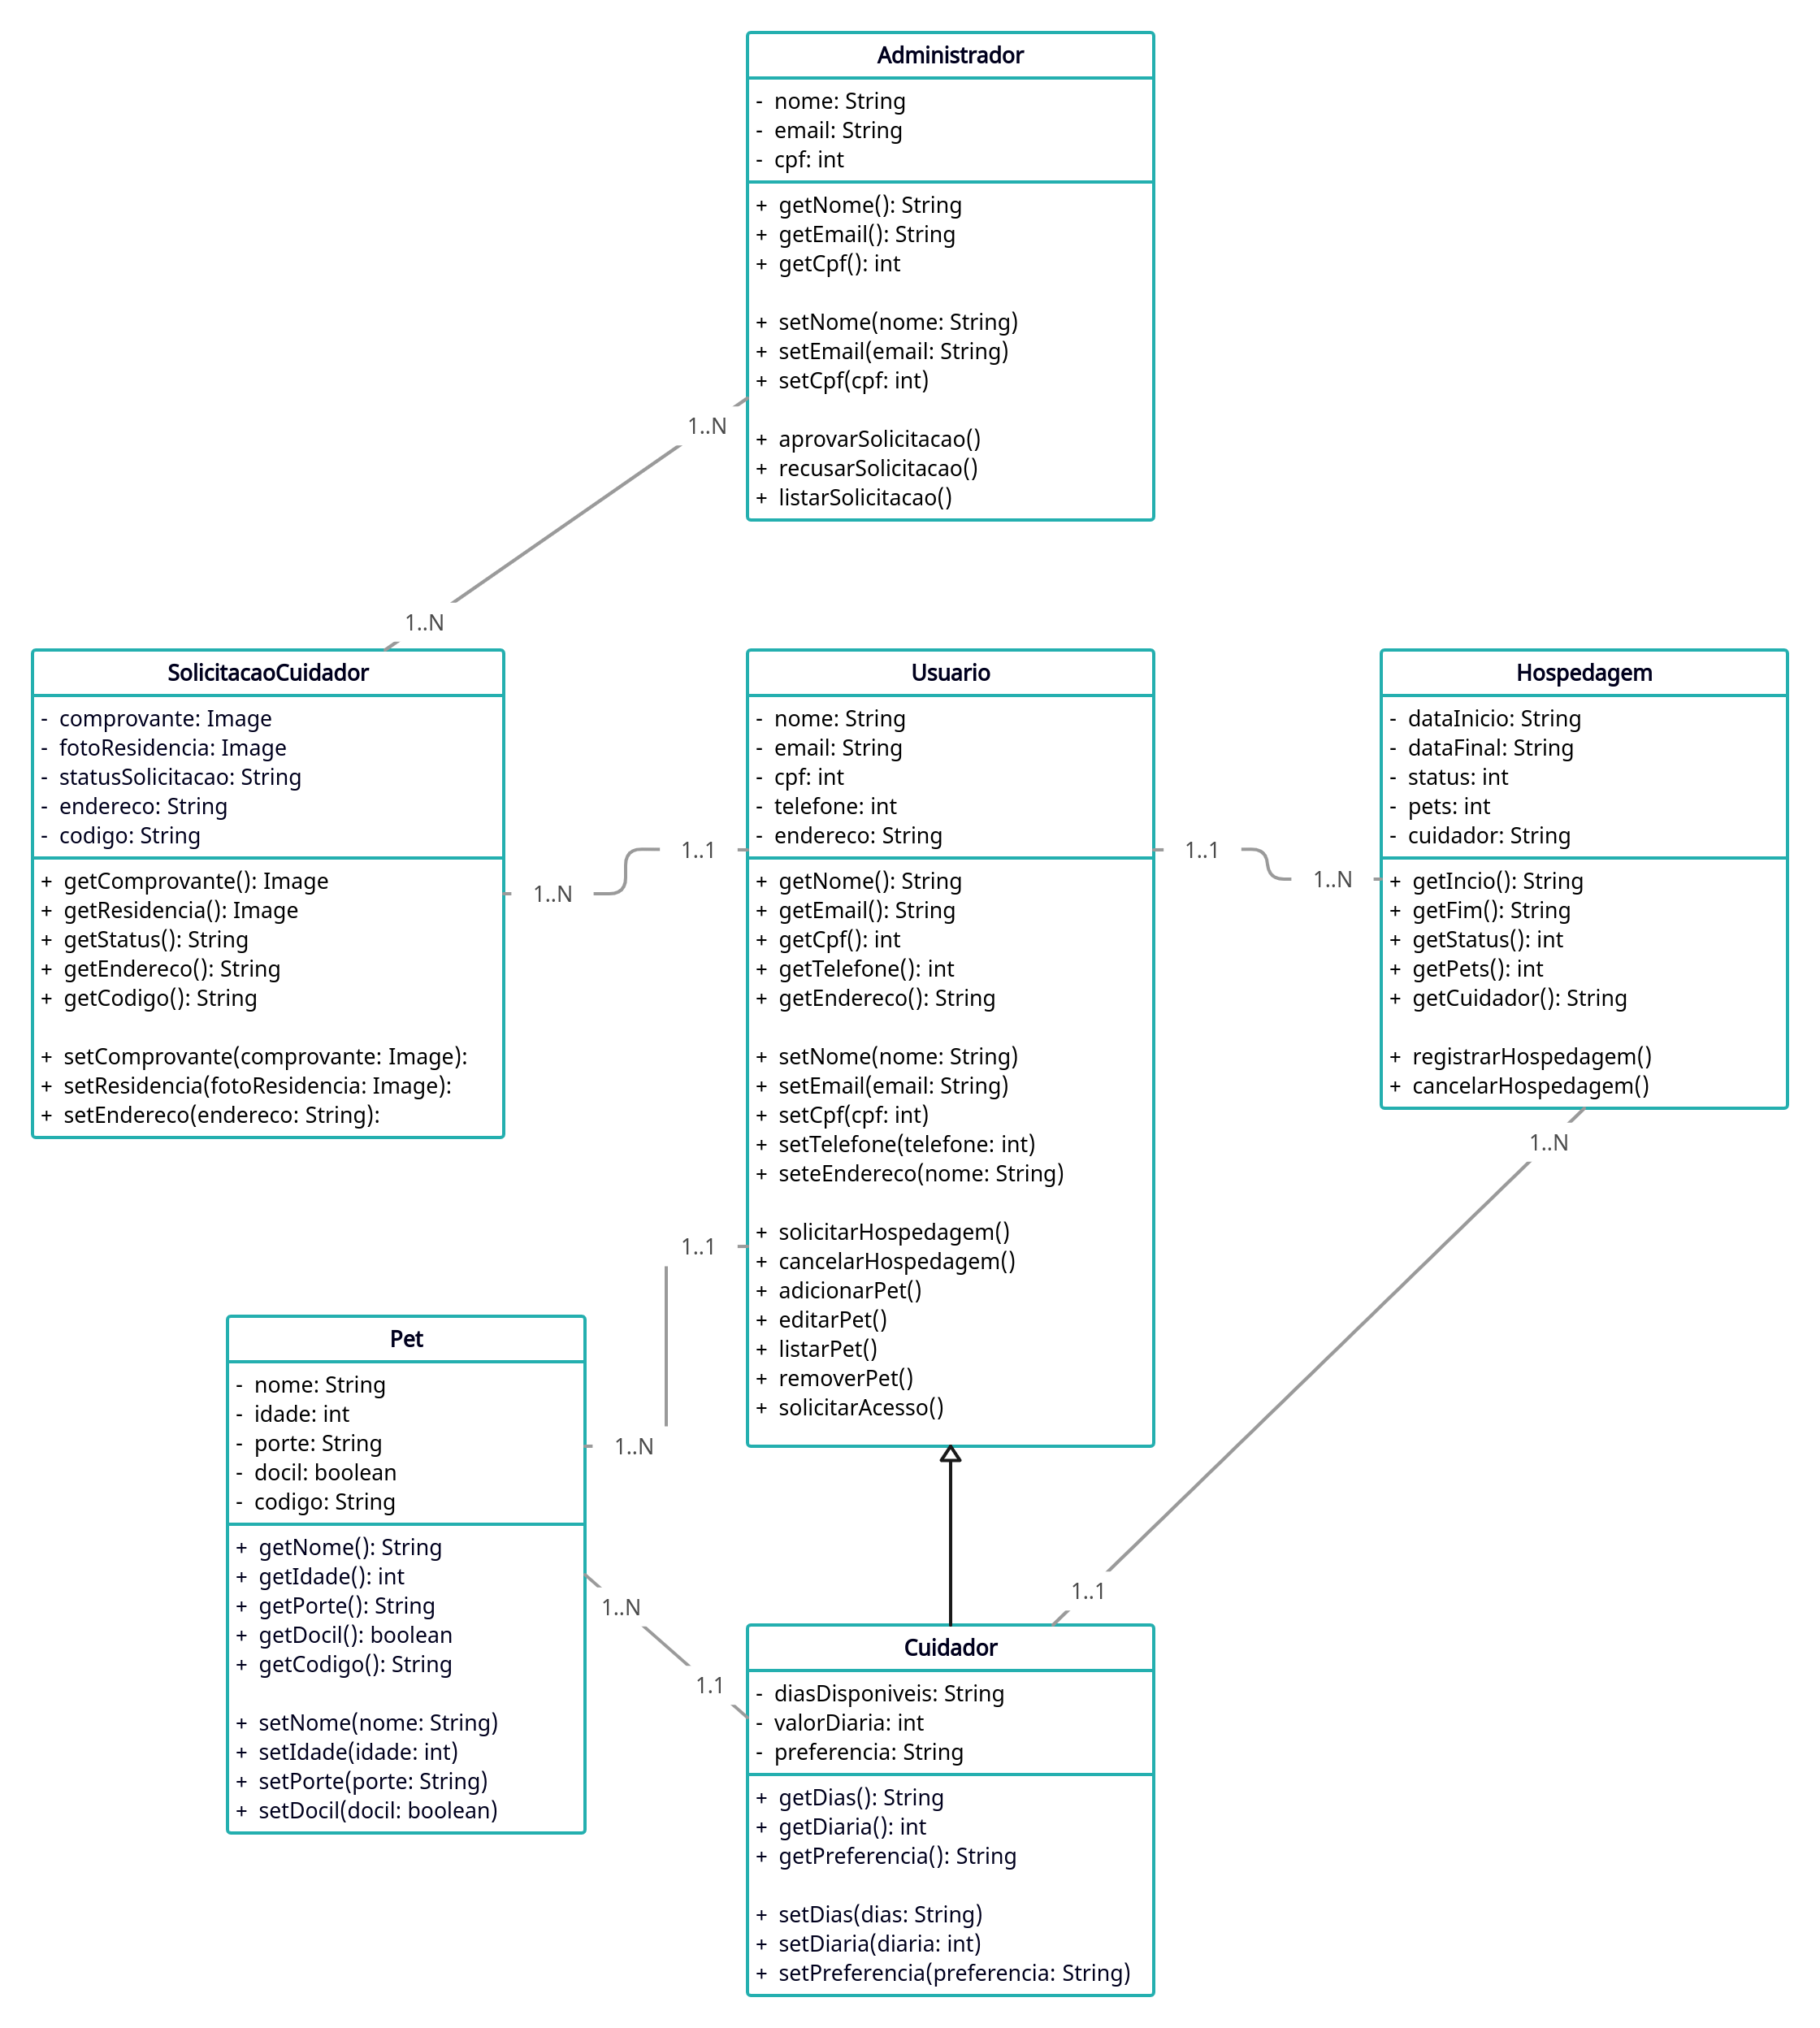 Administrador
- nome: String
- email: String
- cpf: int
+ getNome(): String
+ getEmail(): String
+ getCpf(): int
+ setNome(nome: String)
+ setEmail(email: String)
+ setCpf(cpf: int)
+ aprovarSolicitacao()
+ recusarSolicitacao()
+ listarSolicitacao()
1..N
1..N
SolicitacaoCuidador
- comprovante: Image
- fotoResidencia: Image
- statusSolicitacao: String
- endereco: String
- codigo: String
+ getComprovante(): Image
+ getResidencia(): Image
+ getStatus(): String
+ getEndereco(): String
+ getCodigo(): String
+ setComprovante(comprovante: Image):
+ setResidencia(fotoResidencia: Image):
+ setEndereco(endereco: String):
1..N
1..1
Usuario
- nome: String
- email: String
- cpf: int
- telefone: int
- endereco: String
+ getNome(): String
+ getEmail(): String
+ getCpf(): int
+ getTelefone(): int
+ getEndereco(): String
+ setNome(nome: String)
+ setEmail(email: String)
+ setCpf(cpf: int)
+ setTelefone(telefone: int)
+ seteEndereco(nome: String)
+ solicitarHospedagem()
+ cancelarHospedagem()
+ adicionarPet()
+ editarPet()
+ listarPet()
+ removerPet()
+ solicitarAcesso()
1..1
1..N
Hospedagem
- dataInicio: String
- dataFinal: String
- status: int
- pets: int
- cuidador: String
+ getIncio(): String
+ getFim(): String
+ getStatus(): int
+ getPets(): int
+ getCuidador(): String
+ registrarHospedagem()
+ cancelarHospedagem()
1..N
1..1
1..1
1..N
Pet
- nome: String
- idade: int
- porte: String
- docil: boolean
- codigo: String
+ getNome(): String
+ getIdade(): int
+ getPorte(): String
+ getDocil(): boolean
+ getCodigo(): String
+ setNome(nome: String)
+ setIdade(idade: int)
+ setPorte(porte: String)
+ setDocil(docil: boolean)
1..N
1.1
Cuidador
- diasDisponiveis: String
- valorDiaria: int
- preferencia: String
+ getDias(): String
+ getDiaria(): int
+ getPreferencia(): String
+ setDias(dias: String)
+ setDiaria(diaria: int)
+ setPreferencia(preferencia: String)